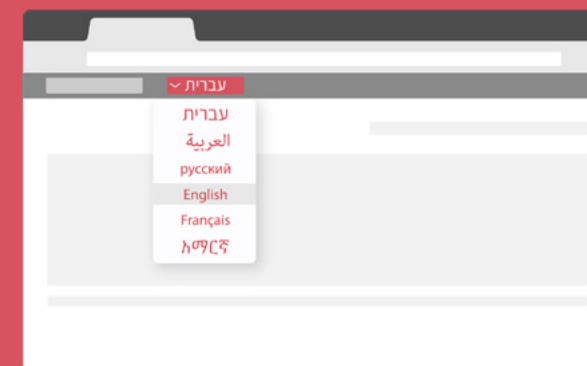 עברית
עברית
العربية
русский
English
Français
አማርኛ